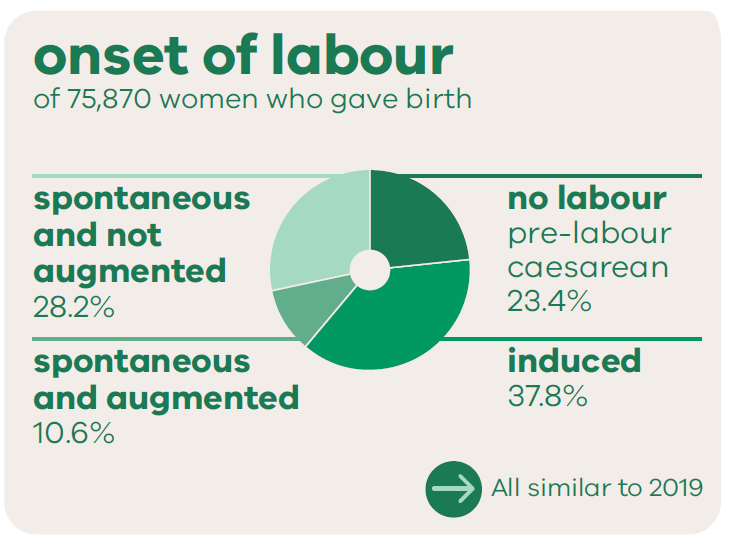 onset of labour
of 75,870 women who gave birth
spontaneous
and not
augmented
28.2%
spontaneous
and augmented
10.6%
no labour
pre-labour
caesarean
23.4%
induced
37.8%
All similar to 2019